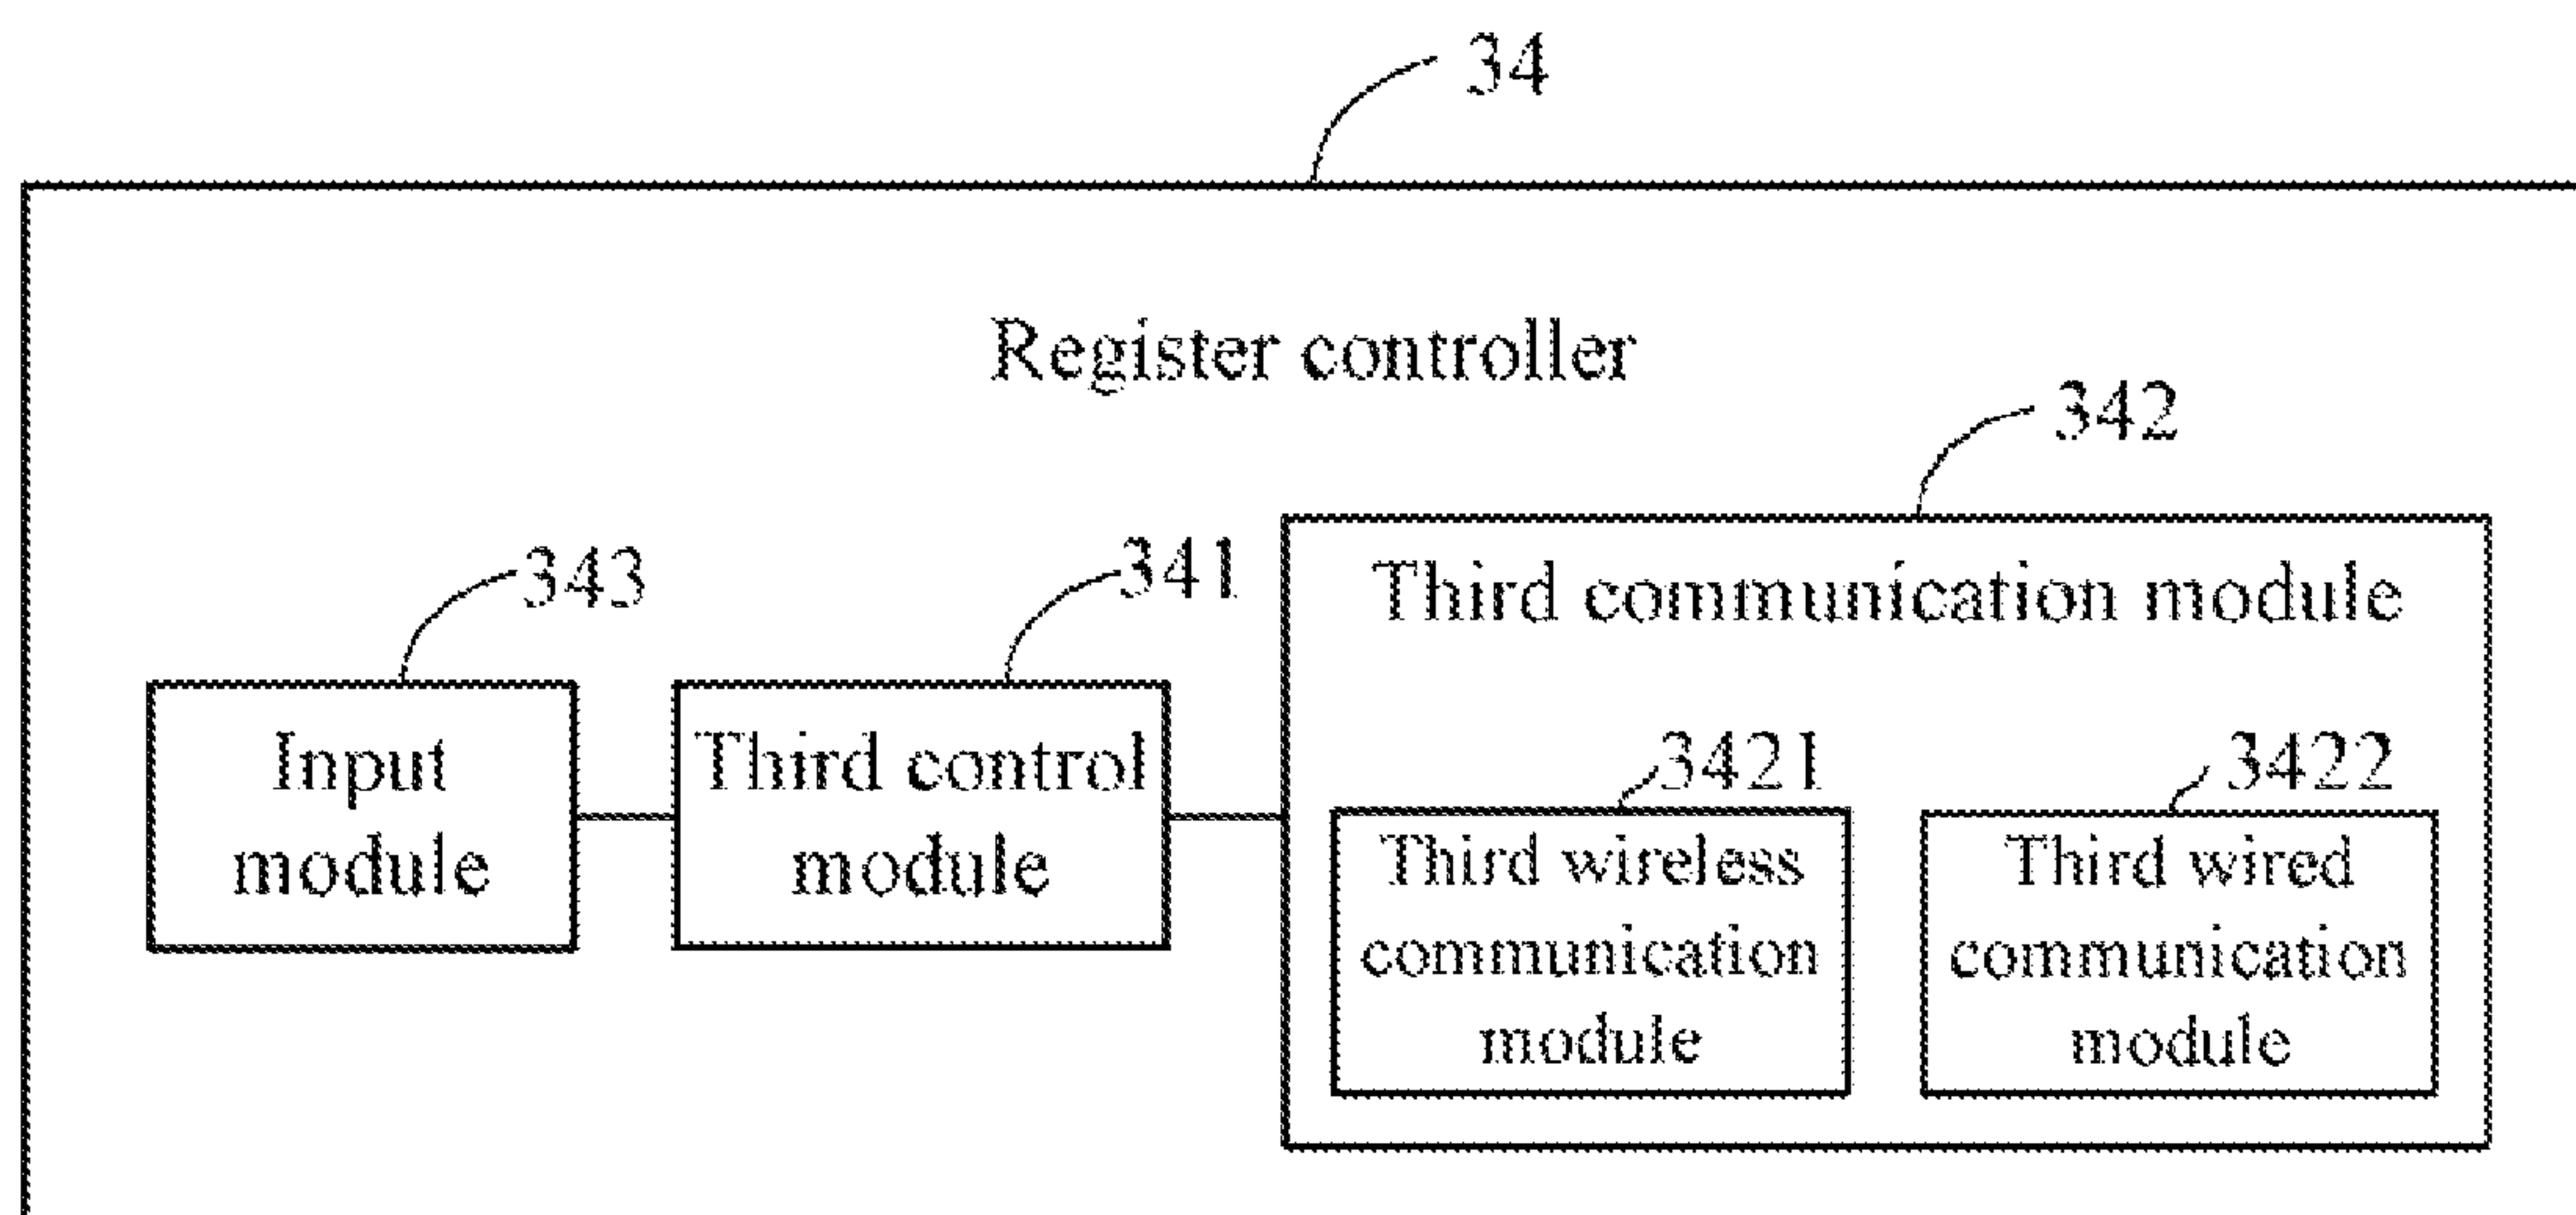 34
Register controller
342
343
341
Third communication module
Input
module
Third control
module
3421
3422
Third wireless
communication
module
Third wired
communication
module